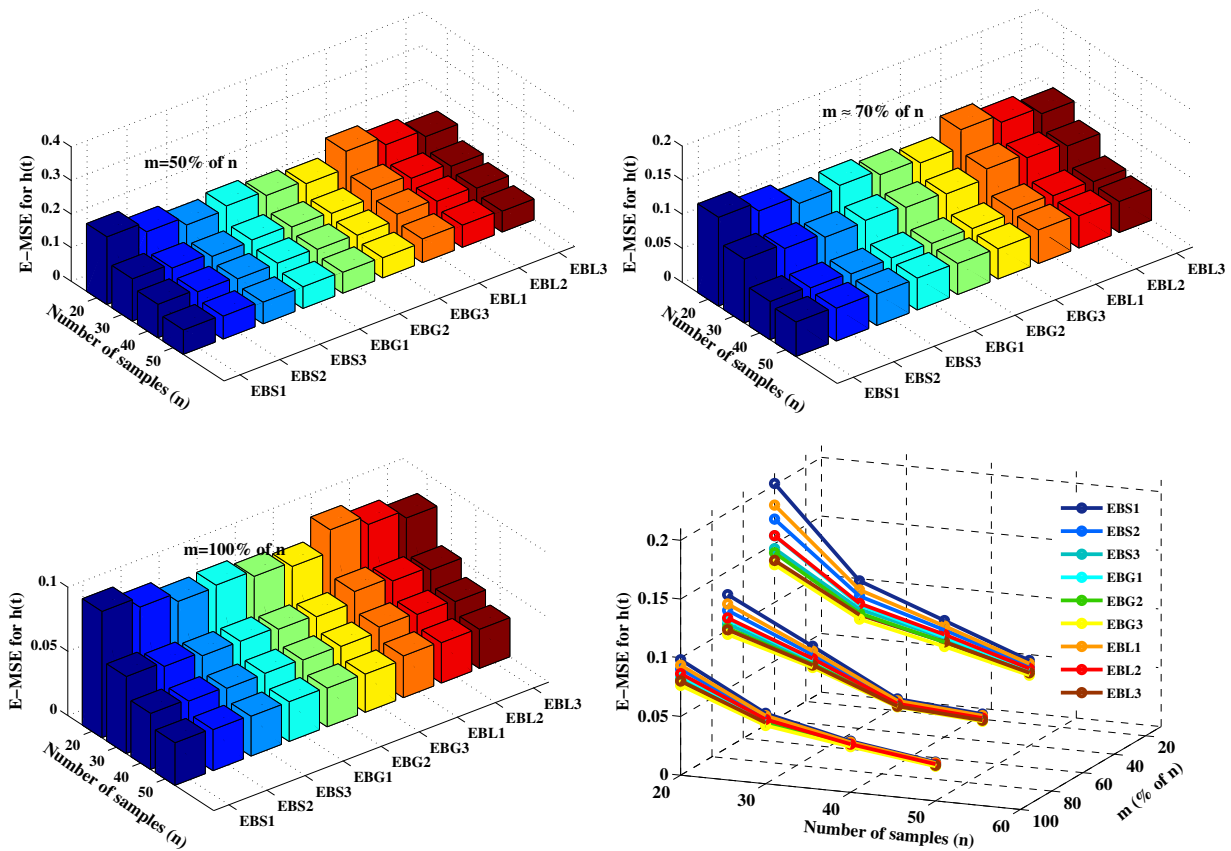 0.4
0.3
0.2
0.1
0
E−MSE for h(t)
m=50% of n
20
30
40
50
Number of samples (n)
EBS1
EBS2
EBS3
EBG1
EBG2
EBG3
EBL1
EBL2
EBL3
0.2
0.15
0.1
0.05
0
E−MSE for h(t)
m ≈ 70% of n
20
30
40
50
Number of samples (n)
EBS1
EBS2
EBS3
EBG1
EBG2
EBG3
EBL1
EBL2
EBL3
0.1
0.05
0
E−MSE for h(t)
m=100% of n
20
30
40
50
Number of samples (n)
EBS1
EBS2
EBS3
EBG1
EBG2
EBG3
EBL1
EBL2
EBL3
0.2
0.15
0.1
0.05
0
E−MSE for h(t)
20
30
40
50
60
Number of samples (n)
100
80
60
40
20
m (% of n)
EBS1
EBS2
EBS3
EBG1
EBG2
EBG3
EBL1
EBL2
EBL3